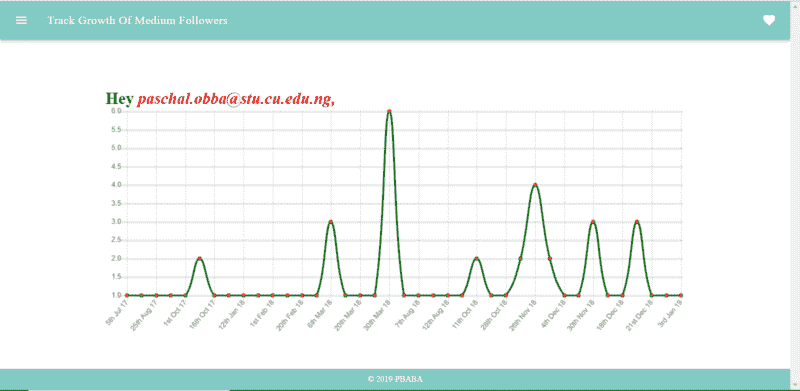 Track Growth Of Medium Followers
Hey paschal.obba@stu.cu.edu.ng,
6.0
5.5
5.0
4.5
4.0
3.5
3.0
2.5
2.0
1.5
1.0
5th Jul 17
25th Aug 17
1st Oct 17
16th Oct 17
12th Jan 18
1st Feb 18
20th Feb 18
6th Mar 18
20th Mar 18
30th Mar 18
7th Aug 18
12th Aug 18
11th Oct 18
28th Oct 18
26th Nov 18
4th Dec 18
30th Nov 18
18th Dec 18
21st Dec 18
3rd Jan 19
© 2019 PBABA